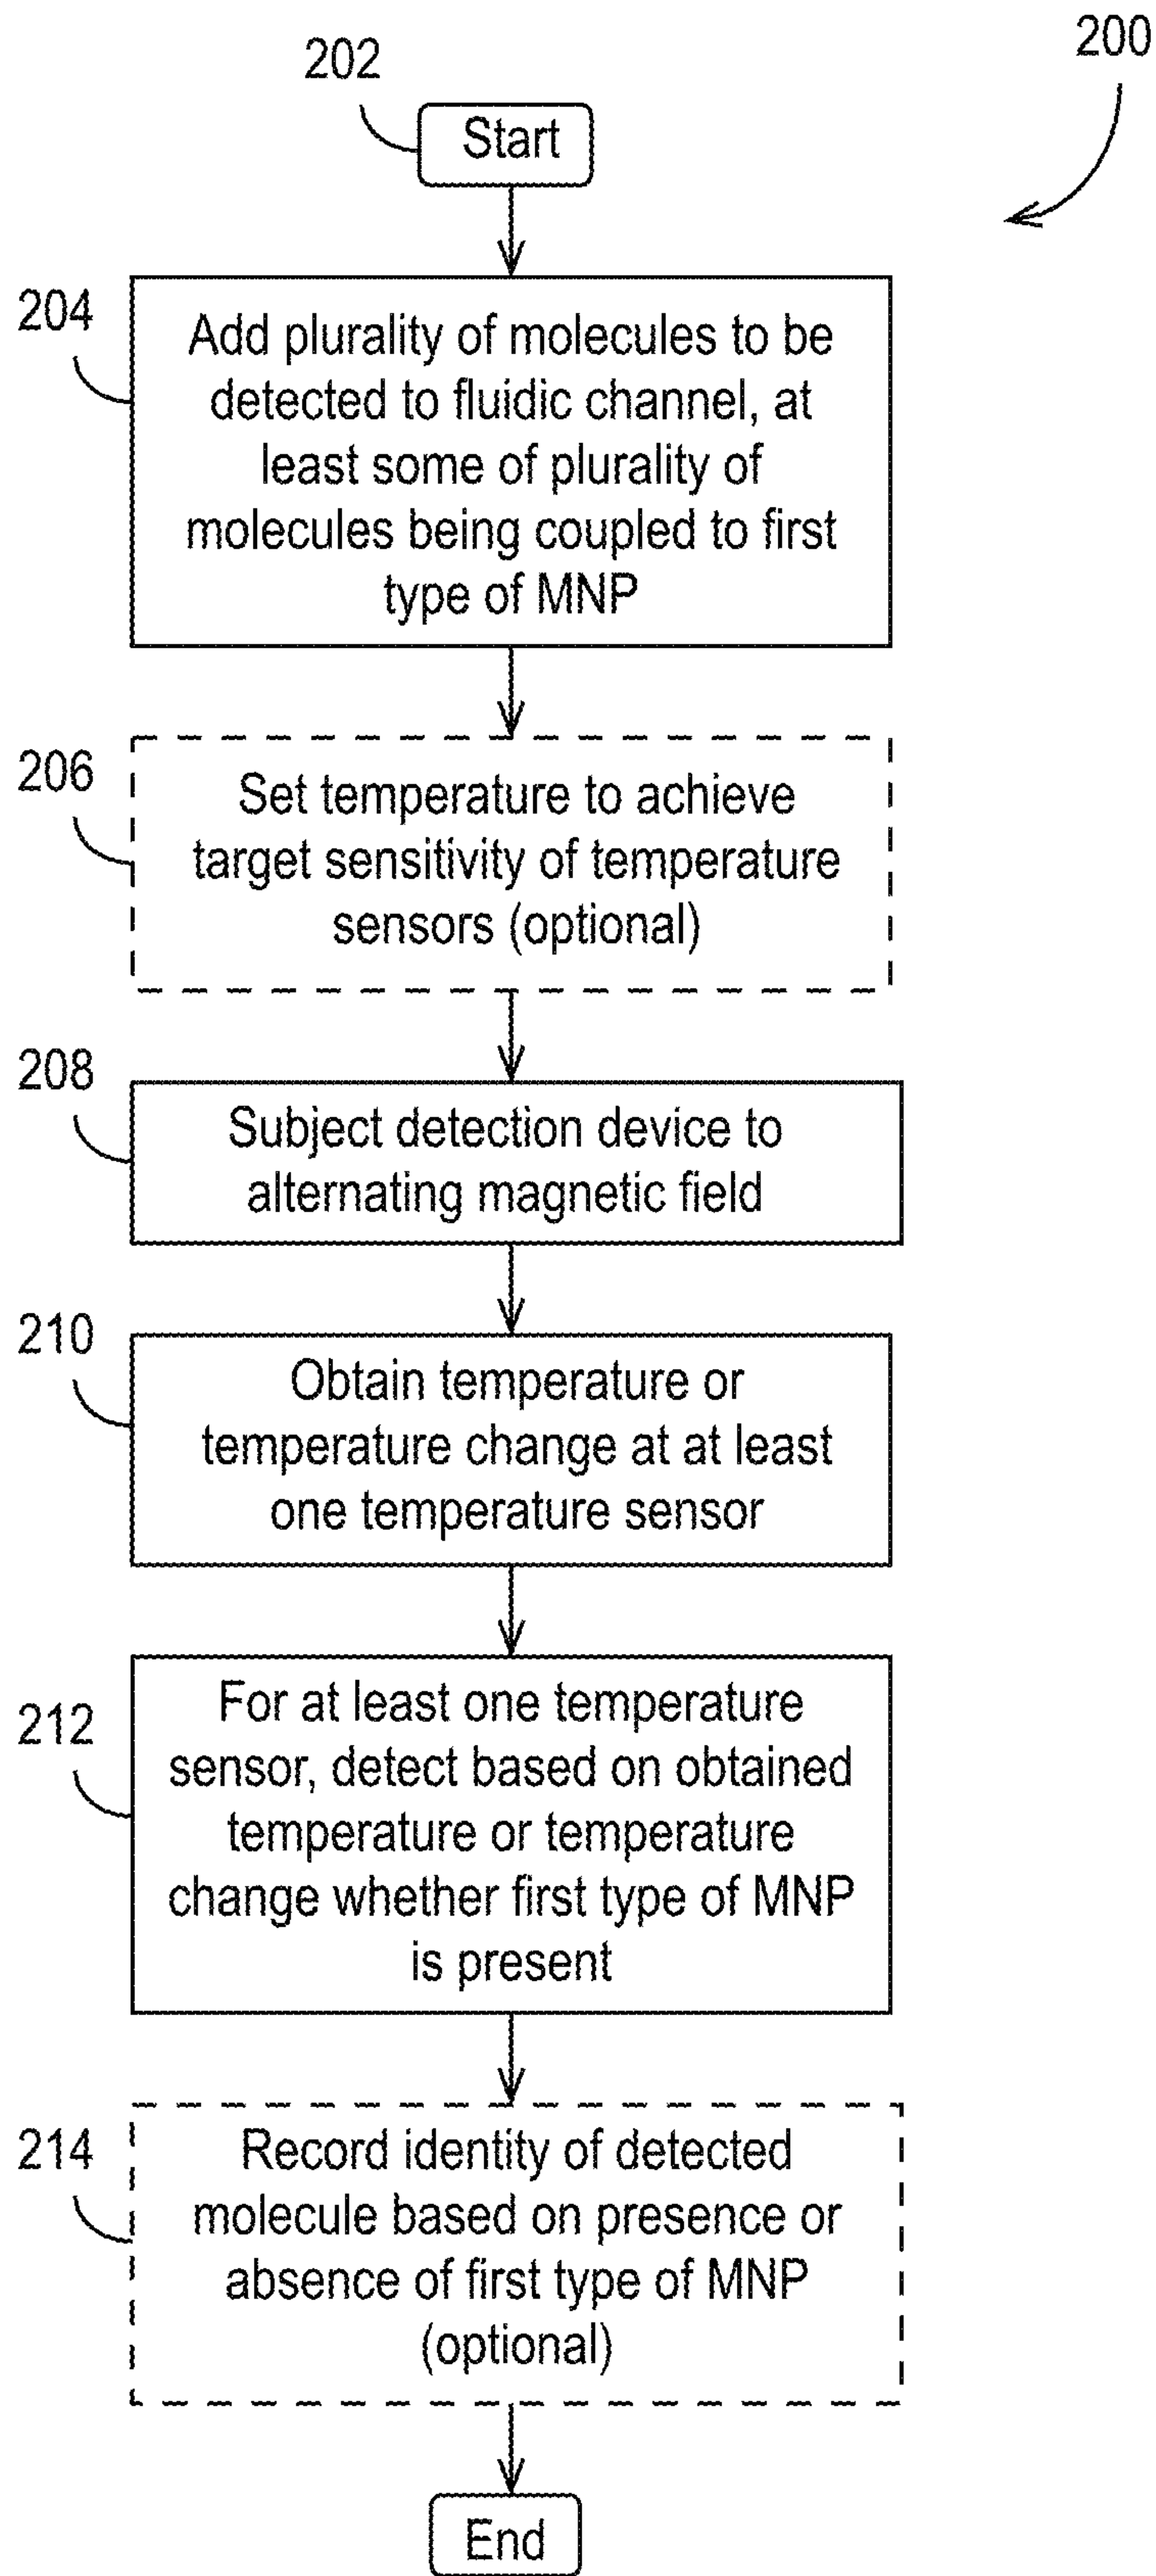 200
202
Start
204
Add plurality of molecules to be
detected to fluidic channel, at
least some of plurality of
molecules being coupled to first
type of MNP
206
Set temperature to achieve
target sensitivity of temperature
sensors (optional)
208
Subject detection device to
alternating magnetic field
210
Obtain temperature or
temperature change at at least
one temperature sensor
212
For at least one temperature
sensor, detect based on obtained
temperature or temperature
change whether first type of MNP
is present
214
Record identity of detected
molecule based on presence or
absence of first type of MNP
(optional)
End